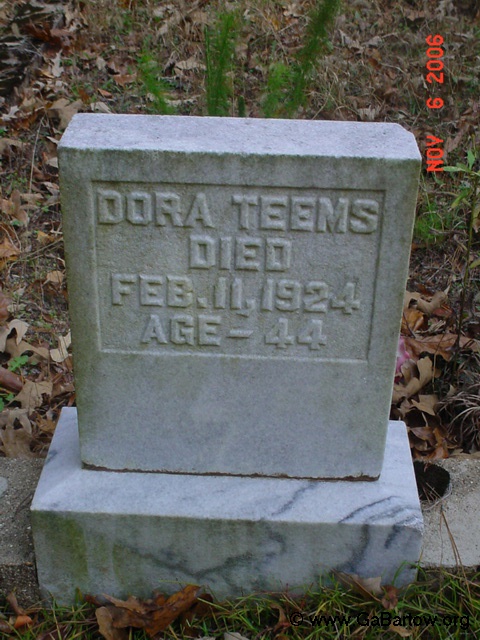 DORA TEEMS
DIED
FEB. 11, 1924
AGE - 44
NOV 6 2006
© www.GaBartow.org